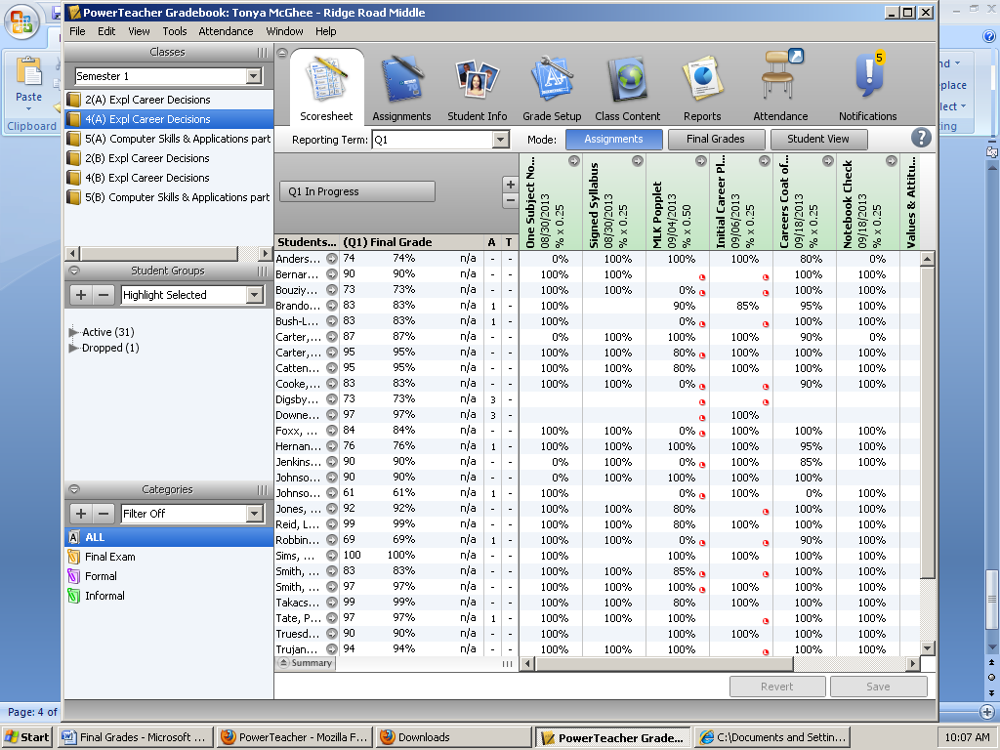 PowerTeacher Gradebook: Tonya McGhee - Ridge Road Middle
File Edit View Tools Attendance Window Help
Classes
Semester 1
2(A) Expl Career Decisions
4(A) Expl Career Decisions
5(A) Computer Skills & Applications part
2(B) Expl Career Decisions
4(B) Expl Career Decisions
5(B) Computer Skills & Applications part
Student Groups
+ − Highlight Selected
Active (31)
Dropped (1)
Categories
+ − Filter Off
ALL
Final Exam
Formal
Informal
Paste
Clipboard
Scoresheet Assignments Student Info Grade Setup Class Content Reports Attendance Notifications
5
Reporting Term: Q1 Mode: Assignments Final Grades Student View ?
Q1 In Progress
+
−
One Subject No...
08/30/2013
% x 0.25
Signed Syllabus
08/30/2013
% x 0.25
MLK Popplet
09/04/2013
% x 0.50
Initial Career Pl...
09/06/2013
% x 0.25
Careers Coat of...
09/18/2013
% x 0.25
Notebook Check
09/18/2013
% x 0.25
Values & Attitu...
Students... (Q1) Final Grade A T
Anders... 74 74% n/a - - 0% 100% 100% 100% 80% 0%
Bernar... 90 90% n/a - - 100% 100% 100% 100%
Bouziy... 73 73% n/a - - 100% 100% 0% 100% 100%
Brando... 83 83% n/a 1 - 100% 90% 85% 95% 100%
Bush-L... 83 83% n/a 1 - 100% 0% 100% 100%
Carter,... 87 87% n/a - - 0% 100% 100% 100% 90% 0%
Carter,... 95 95% n/a - - 100% 100% 80% 100% 100% 100%
Catten... 95 95% n/a - - 100% 100% 80% 100% 100% 100%
Cooke,... 83 83% n/a - - 100% 100% 0% 90% 100%
Digsby... 73 73% n/a 3 -
Downe... 97 97% n/a 3 - 100%
Foxx, ... 84 84% n/a - - 100% 100% 0% 100% 100% 100%
Hernan... 76 76% n/a 1 - 100% 100% 100% 100% 95% 100%
Jenkins... 90 90% n/a - - 0% 100% 0% 100% 85% 100%
Johnso... 90 90% n/a - - 0% 100% 100% 100% 100%
Johnso... 61 61% n/a 1 - 100% 0% 100% 0% 100%
Jones, ... 92 92% n/a - - 100% 100% 80% 100% 100%
Reid, L... 99 99% n/a - - 100% 100% 80% 100% 100% 100%
Robbin... 69 69% n/a 1 - 100% 100% 0% 90% 100%
Sims, ... 100 100% n/a - - 100% 100% 100% 100% 100%
Smith, ... 83 83% n/a - - 100% 100% 85% 100% 100%
Smith, ... 97 97% n/a - - 100% 100% 100% 100% 100% 100%
Takacs... 99 99% n/a - - 100% 100% 80% 100% 100% 100%
Tate, P... 97 97% n/a 1 - 100% 100% 100% 100% 100%
Truesd... 90 90% n/a - - 100% 100% 100% 100% 100%
Trujan... 94 94% n/a - - 100% 100% 100% 100% 100%
Summary
Revert Save
Page: 4 of
Start Final Grades - Microsoft ... PowerTeacher - Mozilla F... Downloads PowerTeacher Grade... C:\Documents and Settin... 10:07 AM